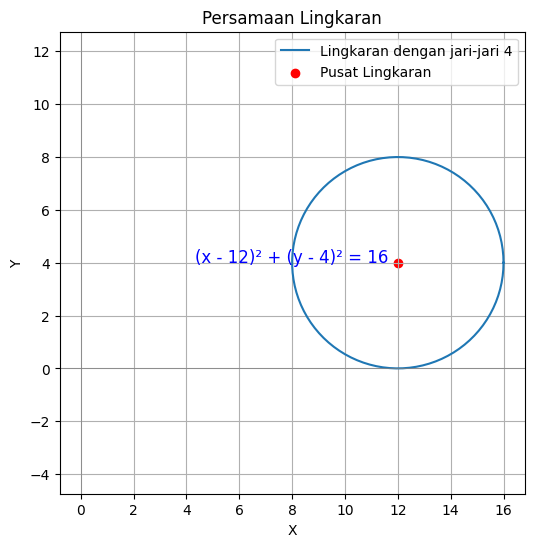 Persamaan Lingkaran
Lingkaran dengan jari-jari 4
Pusat Lingkaran
12
10
8
6
4
2
0
−2
−4
Y
(x - 12)² + (y - 4)² = 16
0 2 4 6 8 10 12 14 16
X